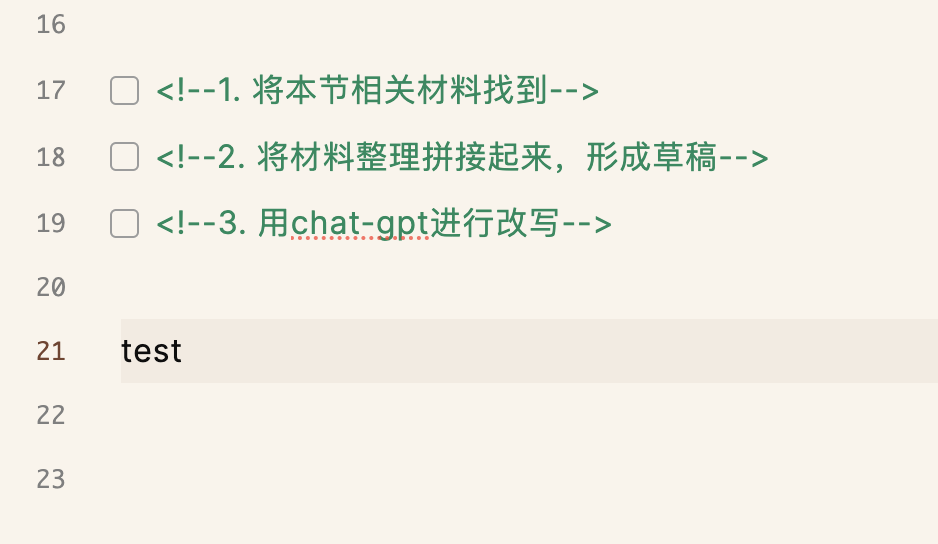 16
17 <!--1. 将本节相关材料找到-->
18 <!--2. 将材料整理拼接起来，形成草稿-->
19 <!--3. 用chat-gpt进行改写-->
20
21 test
22
23